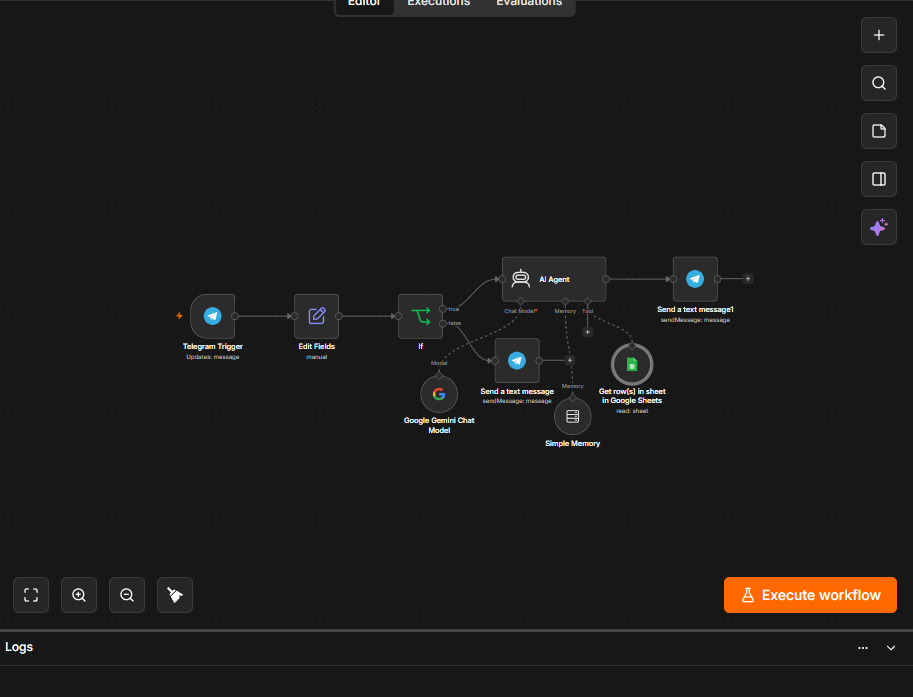 Editor Executions Evaluations
AI Agent
true
false
Chat Model*
Memory
Tool
Telegram Trigger
Updates: message
Edit Fields
manual
If
Send a text message1
sendMessage: message
Model
Memory
Send a text message
sendMessage: message
Get row(s) in sheet
in Google Sheets
read: sheet
Google Gemini Chat
Model
Simple Memory
Execute workflow
Logs